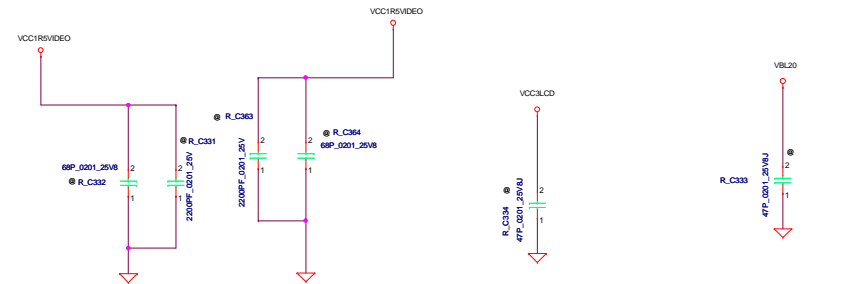 VCC1R5VIDEO
VCC1R5VIDEO
VBL20
VCC3LCD
@ R_C363
@ R_C364
@ R_C331
2
2
2
2
68P_0201_25V8
68P_0201_25V8
@ R_C332
1
1
1
1
2200PF_0201_25V
2200PF_0201_25V
@
R_C334
47P_0201_25V8J
2
1
@
R_C333
47P_0201_25V8J
2
1